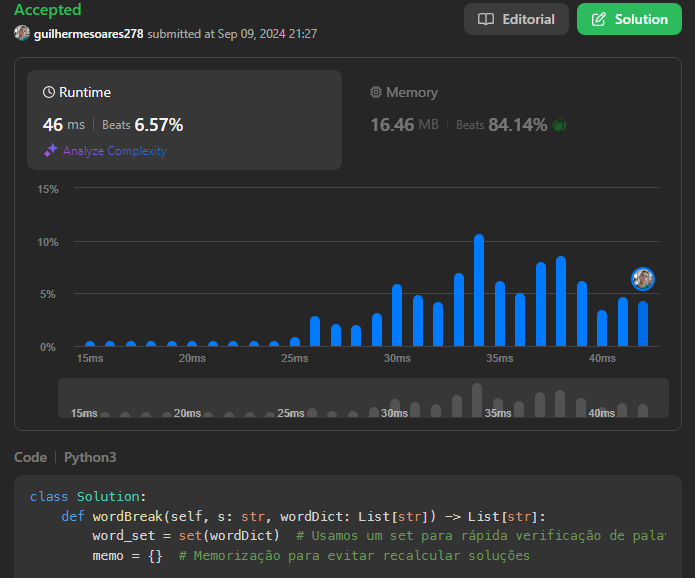 Accepted
guilhermesoares278 submitted at Sep 09, 2024 21:27
Editorial
Solution
Runtime
46 ms | Beats 6.57%
Analyze Complexity
Memory
16.46 MB | Beats 84.14%
15%
10%
5%
0%
15ms 20ms 25ms 30ms 35ms 40ms
15ms 20ms 25ms 30ms 35ms 40ms
Code | Python3
class Solution:
def wordBreak(self, s: str, wordDict: List[str]) -> List[str]:
word_set = set(wordDict) # Usamos um set para rápida verificação de
memo = {} # Memorização para evitar recalcular soluções